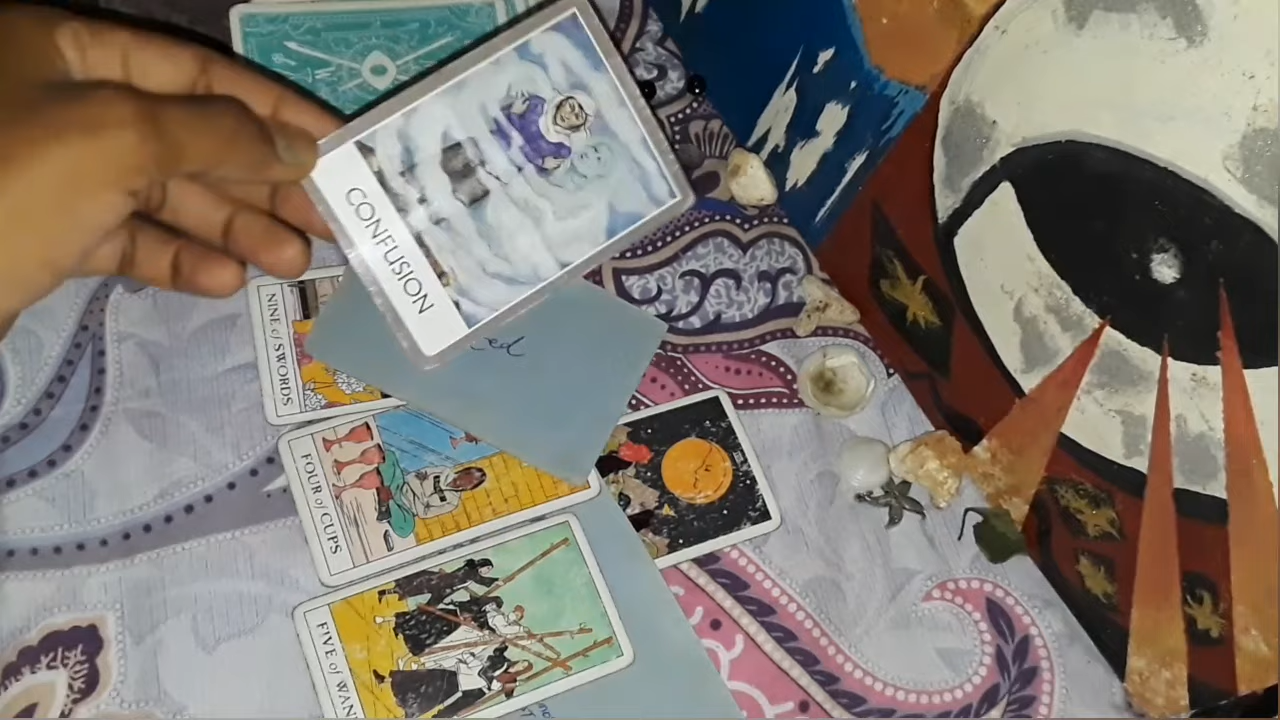 CONFUSION
NINE of SWORDS
FOUR of CUPS
FIVE of WAN